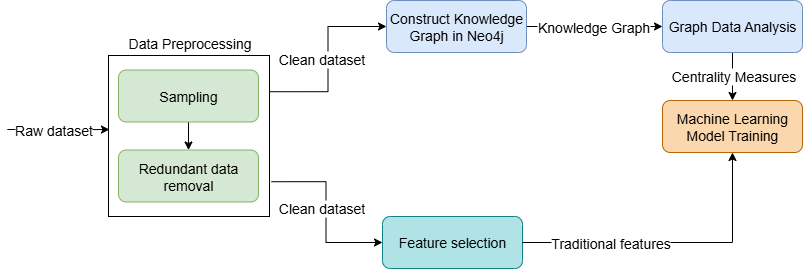 Construct Knowledge
Graph in Neo4j
Knowledge Graph
Graph Data Analysis
Data Preprocessing
Clean dataset
Centrality Measures
Sampling
Raw dataset
Machine Learning
Model Training
Redundant data
removal
Clean dataset
Feature selection
Traditional features